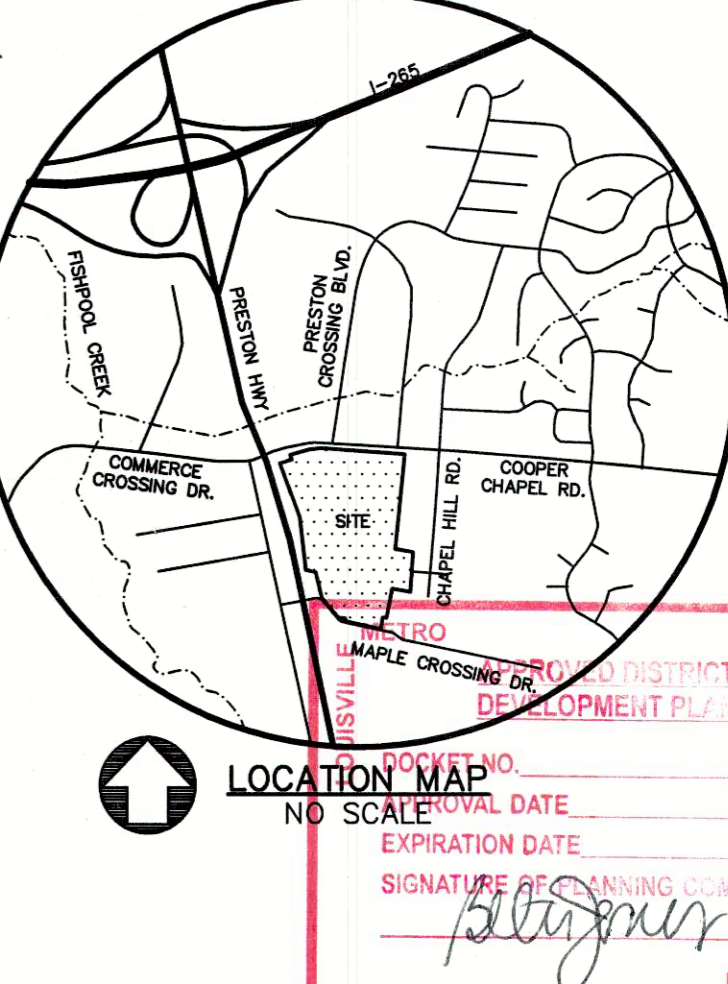 I-265
FISHPOOL CREEK
PRESTON HWY
PRESTON
CROSSING BLVD.
COMMERCE
CROSSING DR.
SITE
CHAPEL HILL RD.
COOPER
CHAPEL RD.
MAPLE CROSSING DR.
LOCATION MAP
NO SCALE
LOUISVILLE METRO
APPROVED DISTRICT
DEVELOPMENT PLAN
DOCKET NO.
APPROVAL DATE
EXPIRATION DATE
SIGNATURE OF PLANNING COM